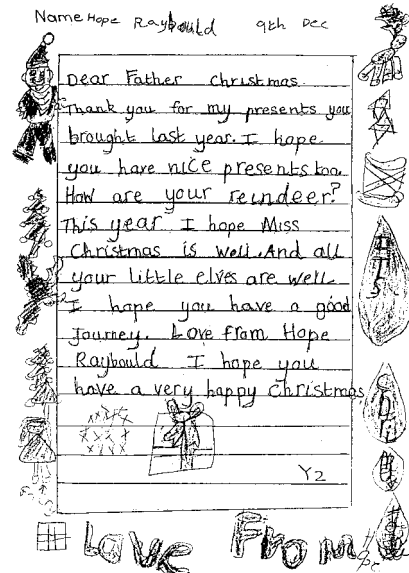 Name Hope Raybould 9th Dec
Dear Father Christmas
Thank you for my presents you
brought last year. I hope
you have nice presents too.
How are your reindeer?
This year I hope Miss
Christmas is well. And all
your little elves are well
I hope you have a good
Journey. Love from Hope
Raybould I hope you
have a very happy christmas
Y2
Love From Hope